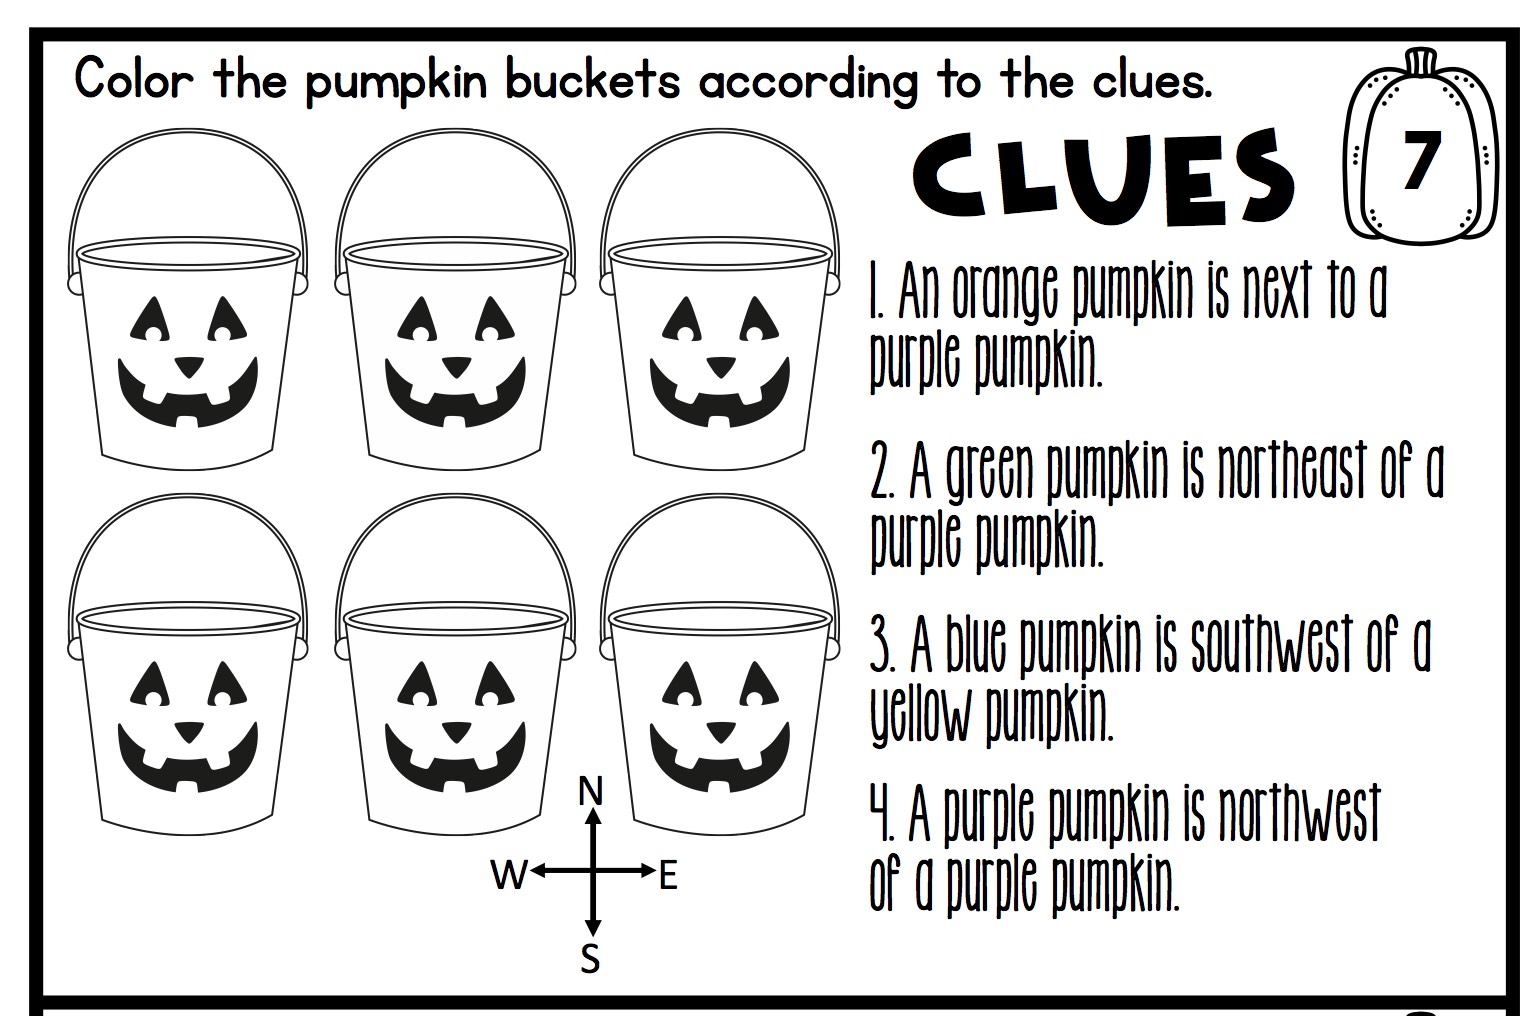 Color the pumpkin buckets according to the clues.
CLUES
7
1. An orange pumpkin is next to a
purple pumpkin.
2. A green pumpkin is northeast of a
purple pumpkin.
3. A blue pumpkin is southwest of a
yellow pumpkin.
4. A purple pumpkin is northwest
of a purple pumpkin.
N
W E
S